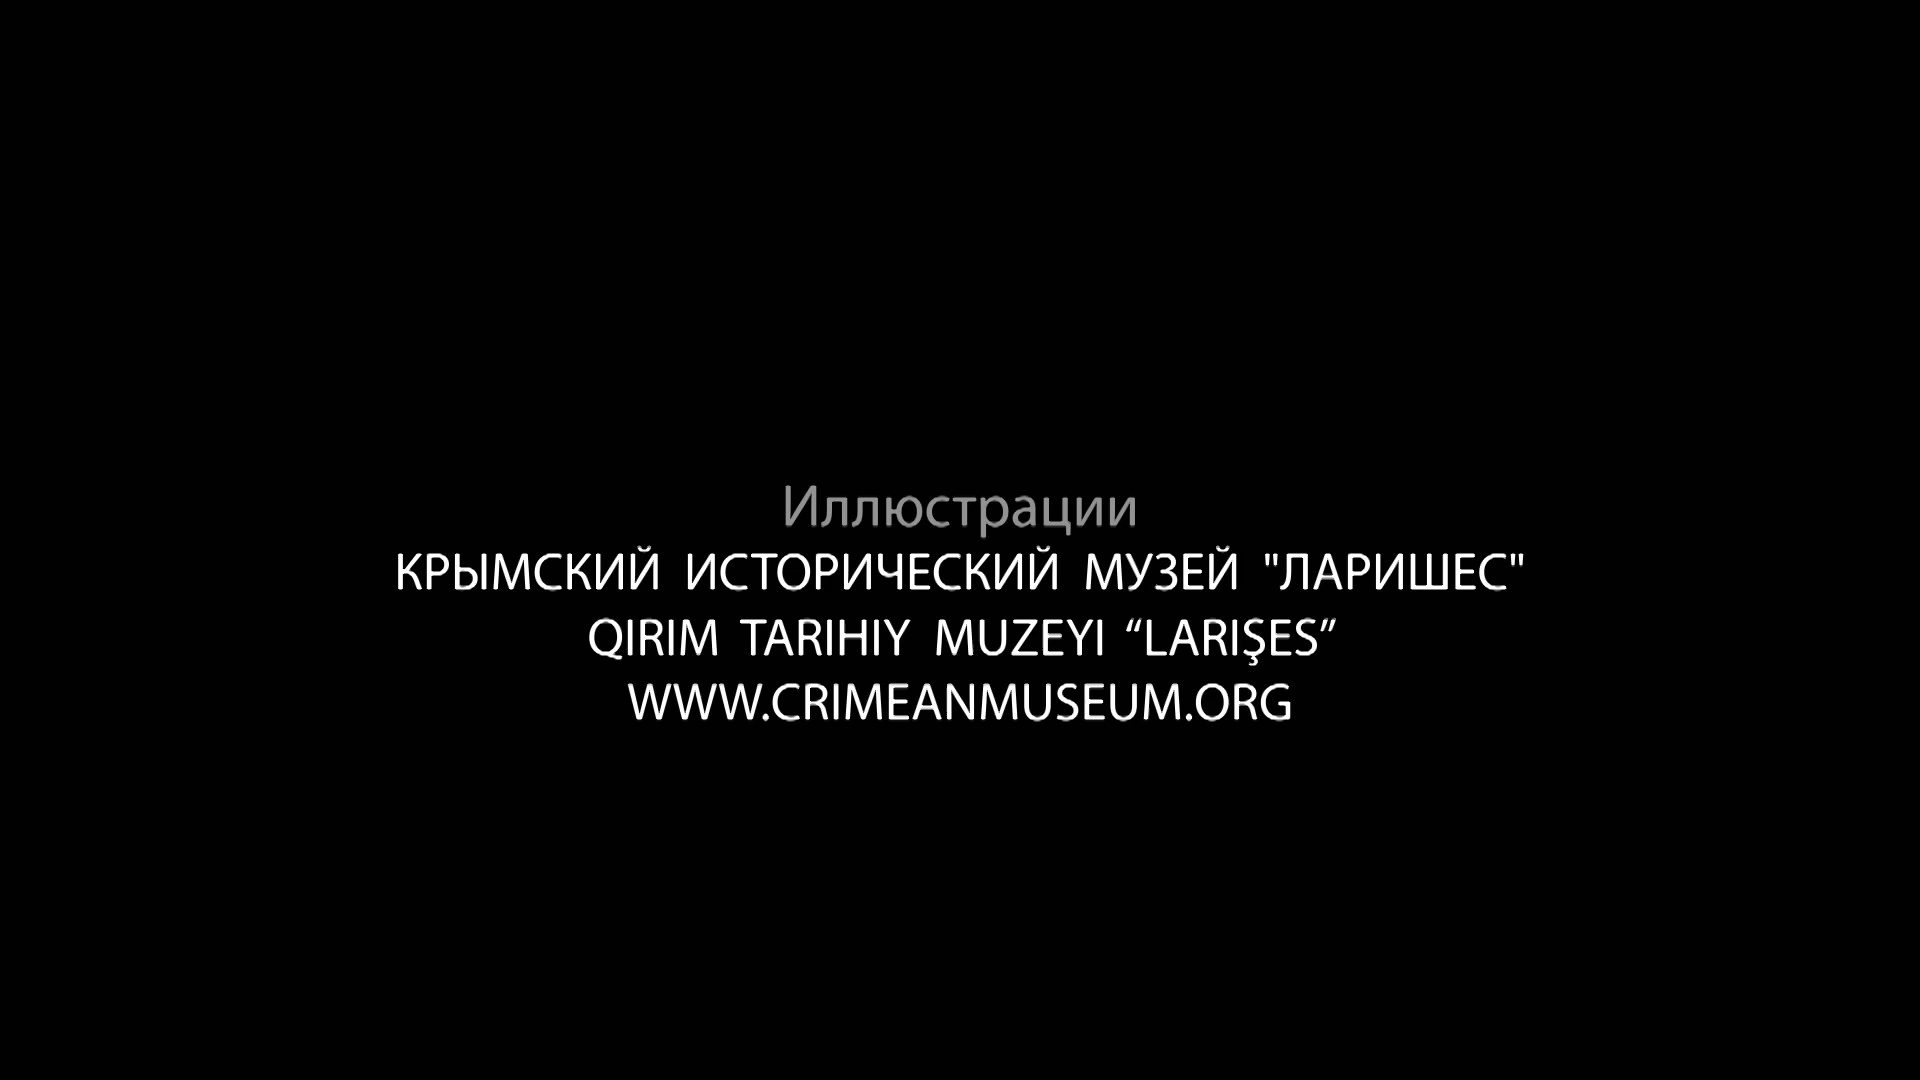 Иллюстрации
КРЫМСКИЙ ИСТОРИЧЕСКИЙ МУЗЕЙ "ЛАРИШЕС"
QIRIM TARIHIY MUZEYI “LARIŞES”
WWW.CRIMEANMUSEUM.ORG